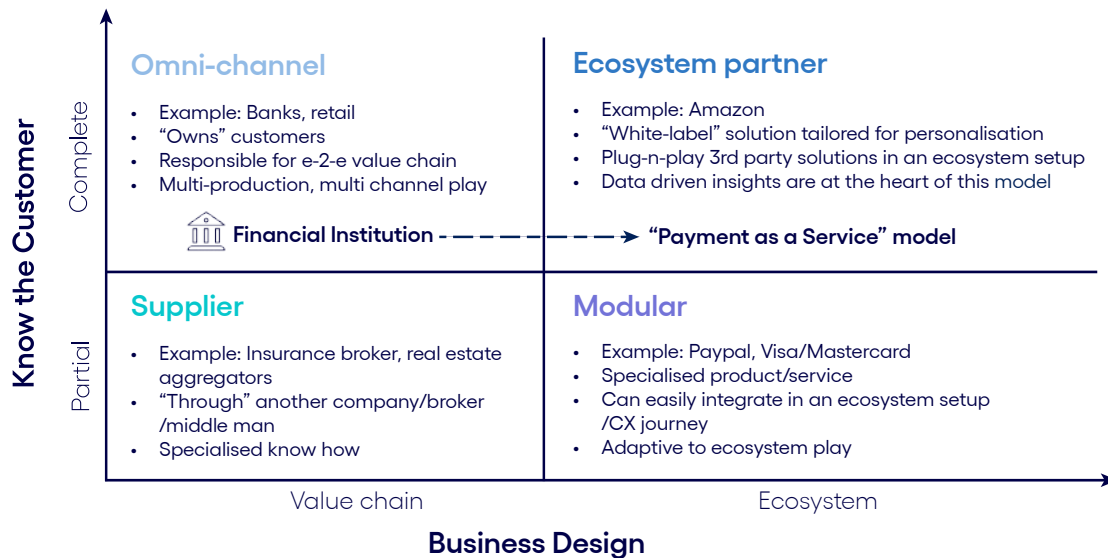 Know the Customer
Complete
Partial
Omni-channel
• Example: Banks, retail
• “Owns” customers
• Responsible for e-2-e value chain
• Multi-production, multi channel play
Ecosystem partner
• Example: Amazon
• “White-label” solution tailored for personalisation
• Plug-n-play 3rd party solutions in an ecosystem setup
• Data driven insights are at the heart of this model
Financial Institution
“Payment as a Service” model
Supplier
• Example: Insurance broker, real estate
aggregators
• “Through” another company/broker
/middle man
• Specialised know how
Modular
• Example: Paypal, Visa/Mastercard
• Specialised product/service
• Can easily integrate in an ecosystem setup
/CX journey
• Adaptive to ecosystem play
Value chain
Ecosystem
Business Design